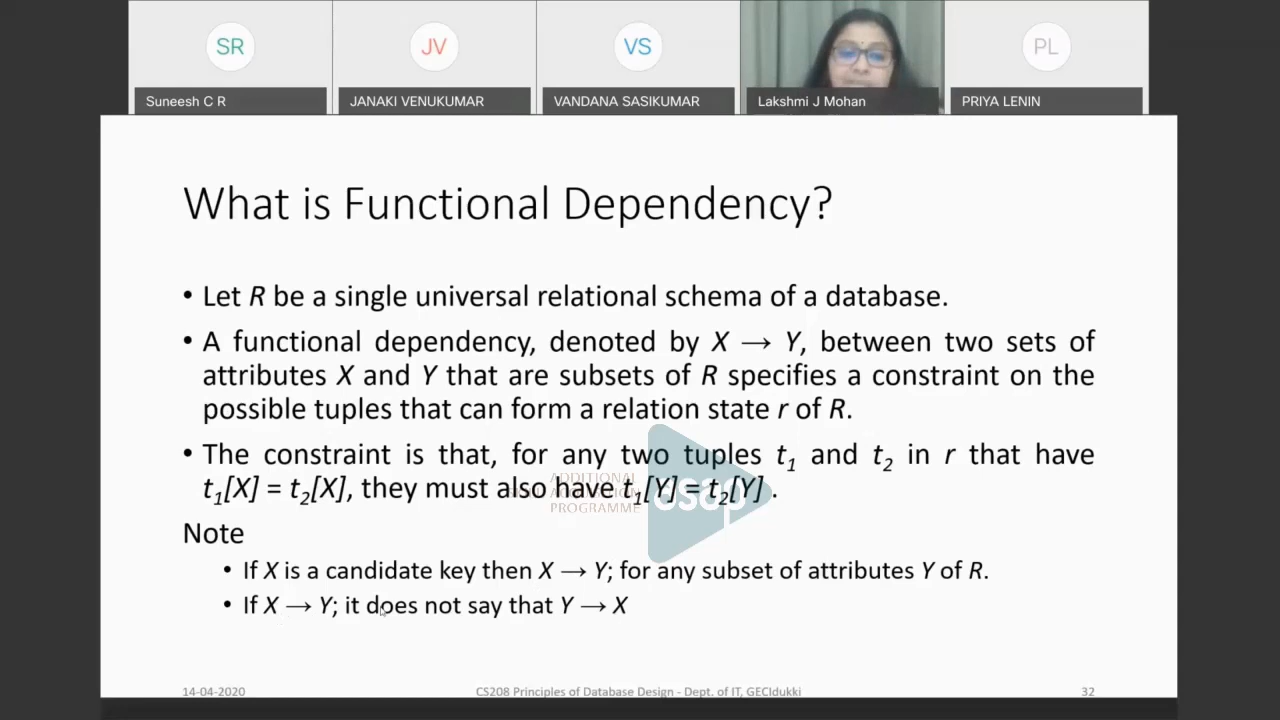 SR
JV
VS
PL
Suneesh C R
JANAKI VENUKUMAR
VANDANA SASIKUMAR
Lakshmi J Mohan
PRIYA LENIN
What is Functional Dependency?
• Let R be a single universal relational schema of a database.
• A functional dependency, denoted by X → Y, between two sets of
attributes X and Y that are subsets of R specifies a constraint on the
possible tuples that can form a relation state r of R.
• The constraint is that, for any two tuples t1 and t2 in r that have
t1[X] = t2[X], they must also have t1[Y] = t2[Y] .
ADDITIONAL
PROGRAMME
csap
Note
• If X is a candidate key then X → Y; for any subset of attributes Y of R.
• If X → Y; it does not say that Y → X
14-04-2020
CS208 Principles of Database Design - Dept. of IT, GECIdukki
32